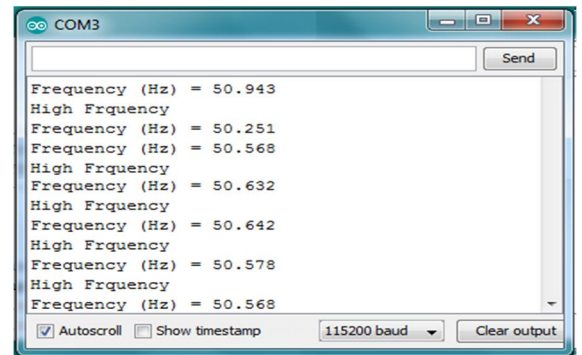 COM3
Send
Frequency (Hz) = 50.943
High Frquency
Frequency (Hz) = 50.251
Frequency (Hz) = 50.568
High Frquency
Frequency (Hz) = 50.632
High Frquency
Frequency (Hz) = 50.642
High Frquency
Frequency (Hz) = 50.578
High Frquency
Frequency (Hz) = 50.568
Autoscroll Show timestamp 115200 baud Clear output